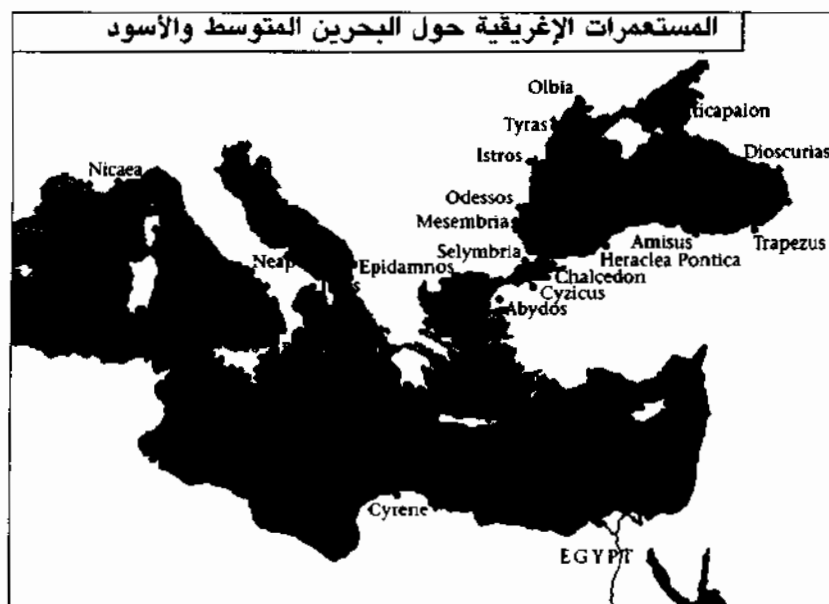 المستعمرات الإغريقية حول البحرين المتوسط والأسود
Olbia
Tyras
Istros
Dioscurias
Nicaea
Odessos
Mesembria
Selymbria
Amisus
Trapezus
Heraclea Pontica
Epidamnos
Chalcedon
Cyzicus
Abydos
Cyrene
EGYPT